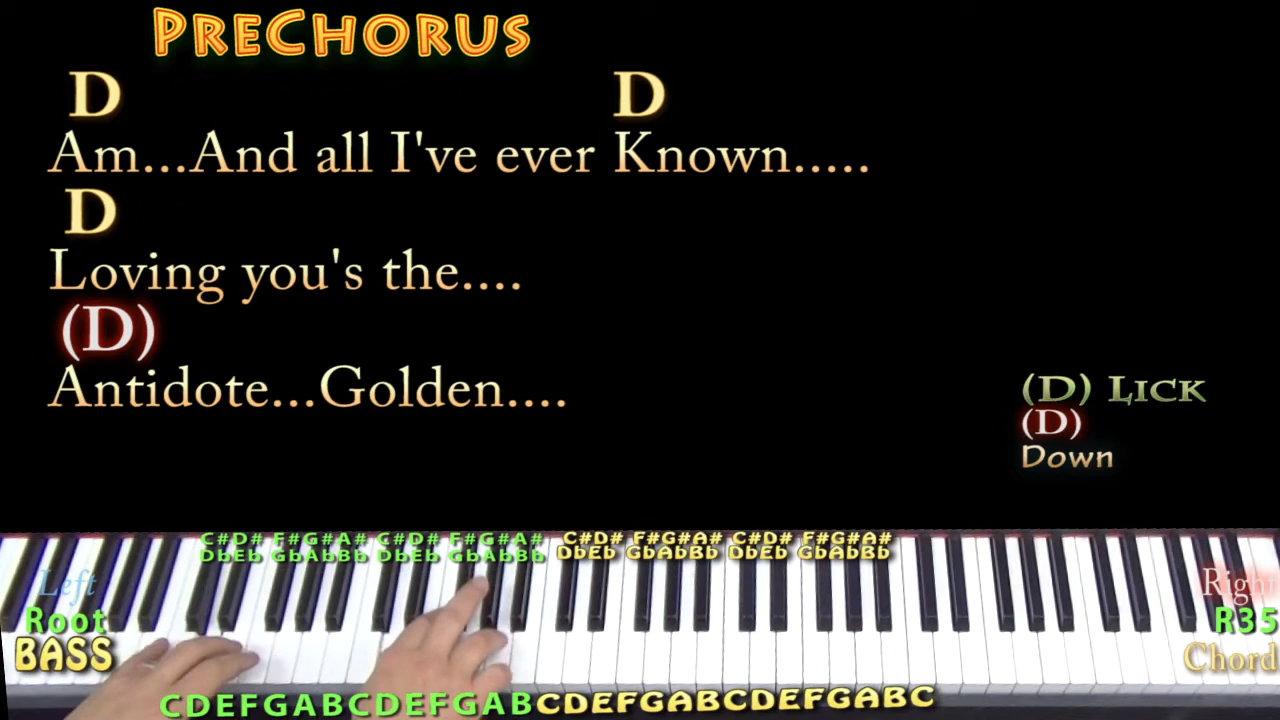 PreChorus
D D
Am...And all I've ever Known.....
D
Loving you's the....
(D)
Antidote...Golden....
(D) Lick
(D)
Down
C#D# F#G#A# C#D# F#G#A# C#D# F#G#A# C#D# F#G#A#
DbEb GbAbBb DbEb GbAbBb DbEb GbAbBb DbEb GbAbBb
Left
Root
BASS
Right
R35
Chord
CDEFGABCDEFGABCDEFGABCDEFGABC